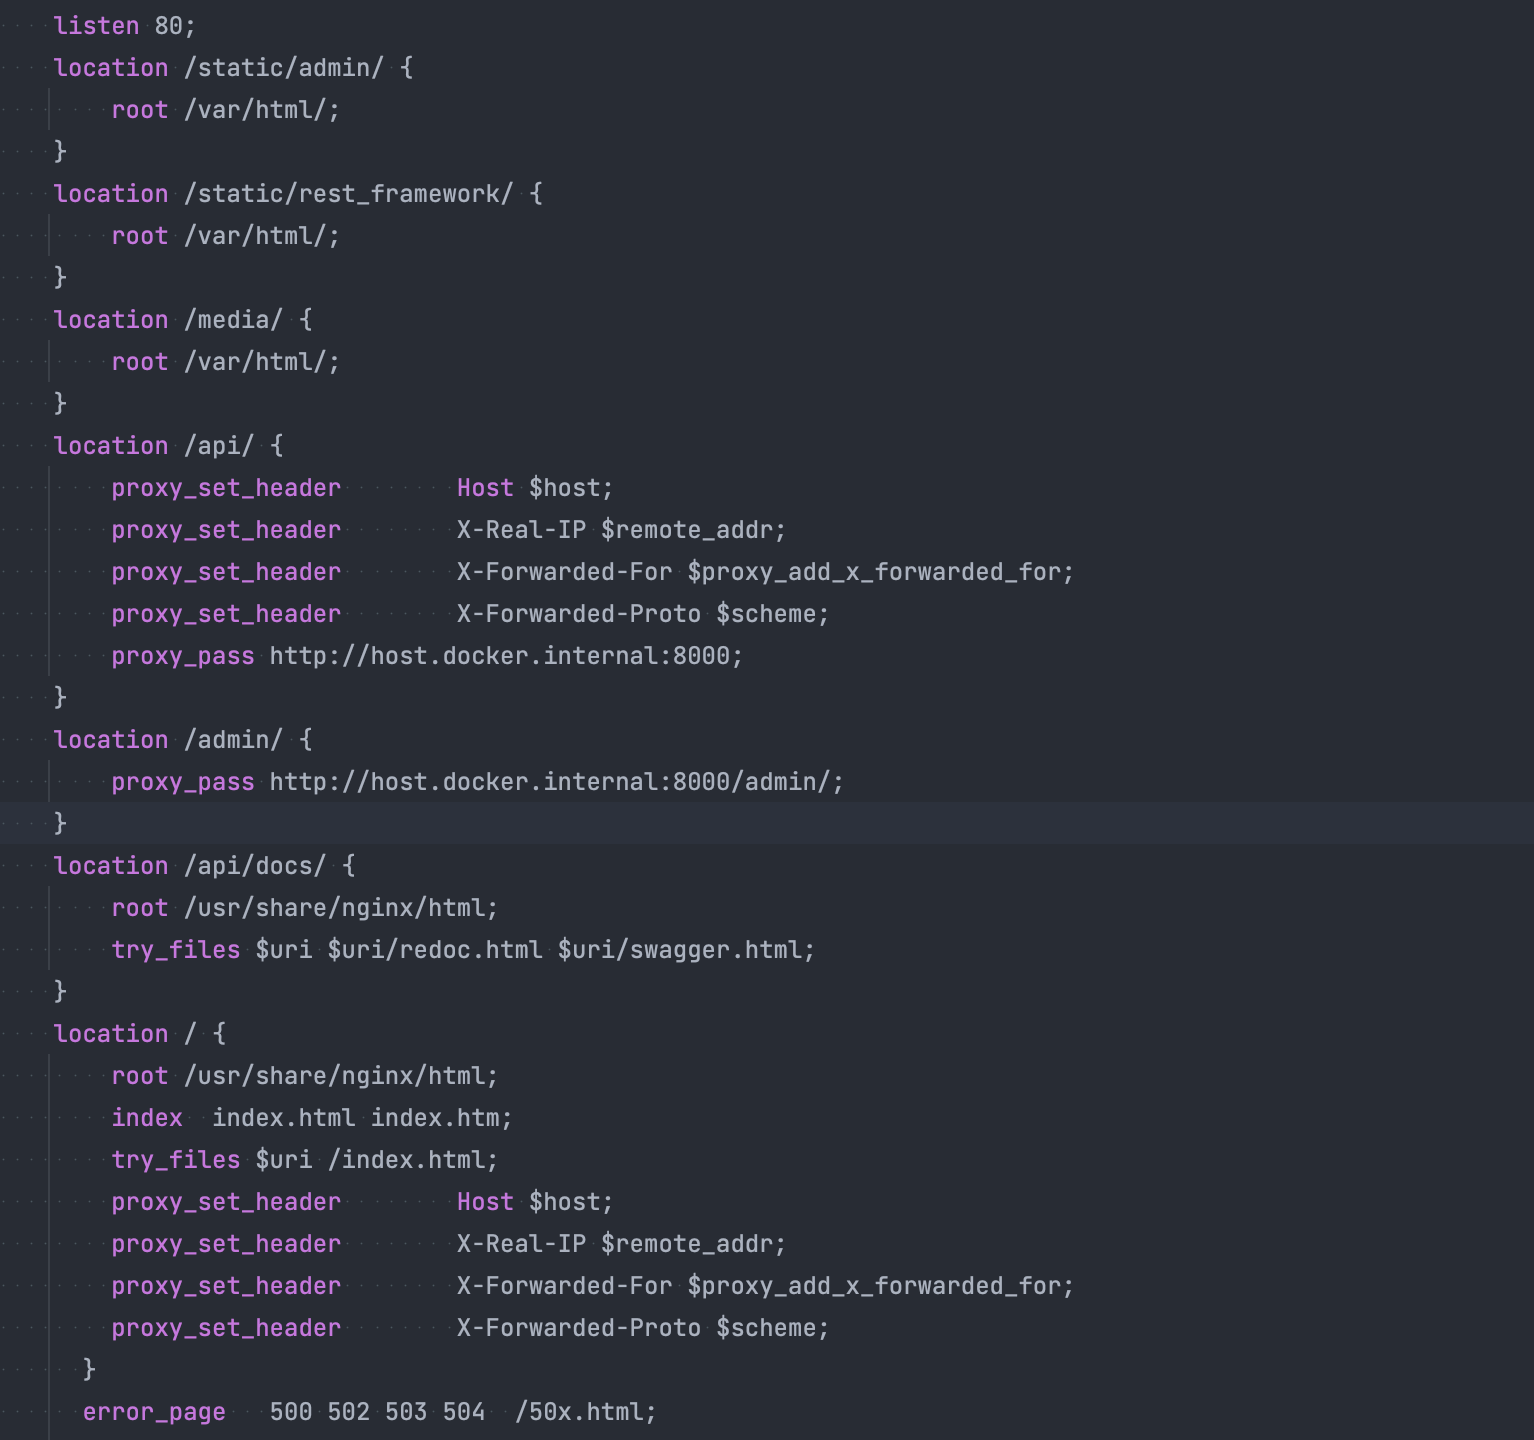 listen 80;
location /static/admin/ {
root /var/html/;
}
location /static/rest_framework/ {
root /var/html/;
}
location /media/ {
root /var/html/;
}
location /api/ {
proxy_set_header        Host $host;
proxy_set_header        X-Real-IP $remote_addr;
proxy_set_header        X-Forwarded-For $proxy_add_x_forwarded_for;
proxy_set_header        X-Forwarded-Proto $scheme;
proxy_pass http://host.docker.internal:8000;
}
location /admin/ {
proxy_pass http://host.docker.internal:8000/admin/;
}
location /api/docs/ {
root /usr/share/nginx/html;
try_files $uri $uri/redoc.html $uri/swagger.html;
}
location / {
root /usr/share/nginx/html;
index  index.html index.htm;
try_files $uri /index.html;
proxy_set_header        Host $host;
proxy_set_header        X-Real-IP $remote_addr;
proxy_set_header        X-Forwarded-For $proxy_add_x_forwarded_for;
proxy_set_header        X-Forwarded-Proto $scheme;
}
error_page   500 502 503 504  /50x.html;